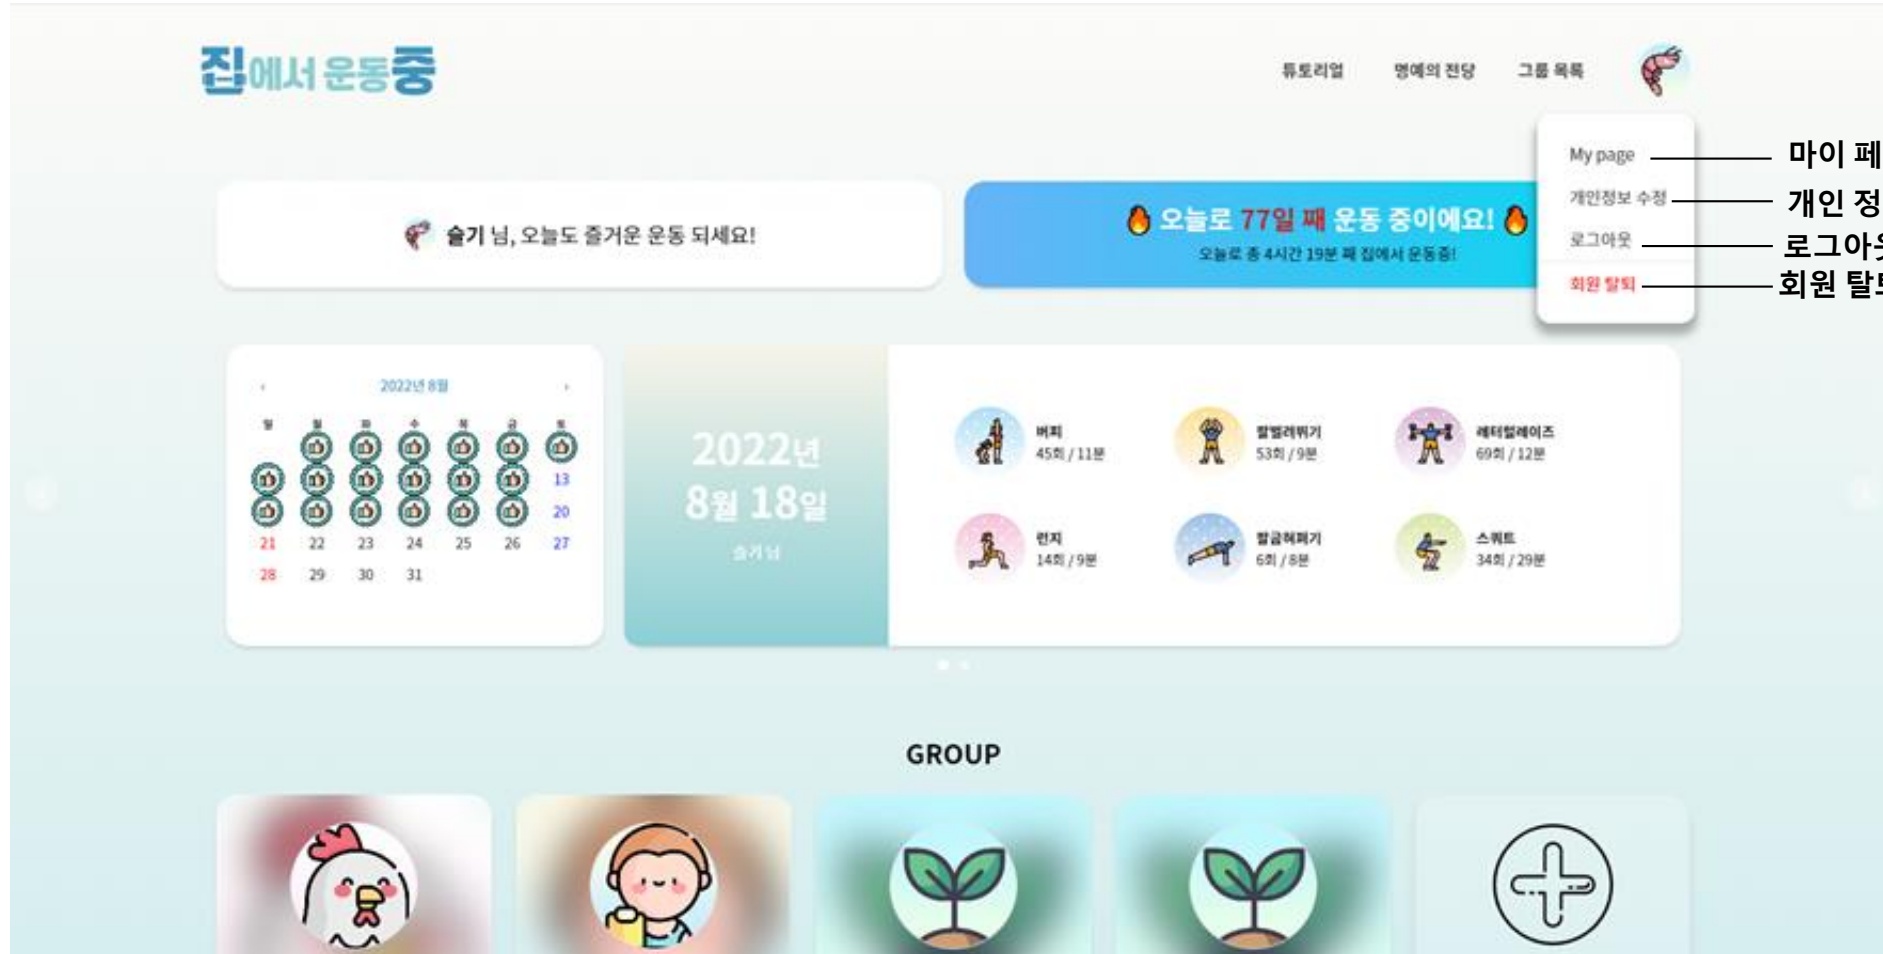 집에서 운동중
튜토리얼
명예의 전당
그룹 목록
My page
마이 페
개인정보 수정
개인 정
로그아웃
로그아
회원 탈퇴
회원 탈
슬기 님, 오늘도 즐거운 운동 되세요!
오늘로 77일 째 운동 중이에요!
오늘로 총 4시간 19분 째 집에서 운동중!
2022년 8월
일 월 화 수 목 금 토
13
20
21 22 23 24 25 26 27
28 29 30 31
2022년
8월 18일
슬기 님
버피
45회 / 11분
팔벌려뛰기
53회 / 9분
레터럴레이즈
69회 / 12분
런지
14회 / 9분
팔굽혀펴기
6회 / 8분
스쿼트
34회 / 29분
GROUP